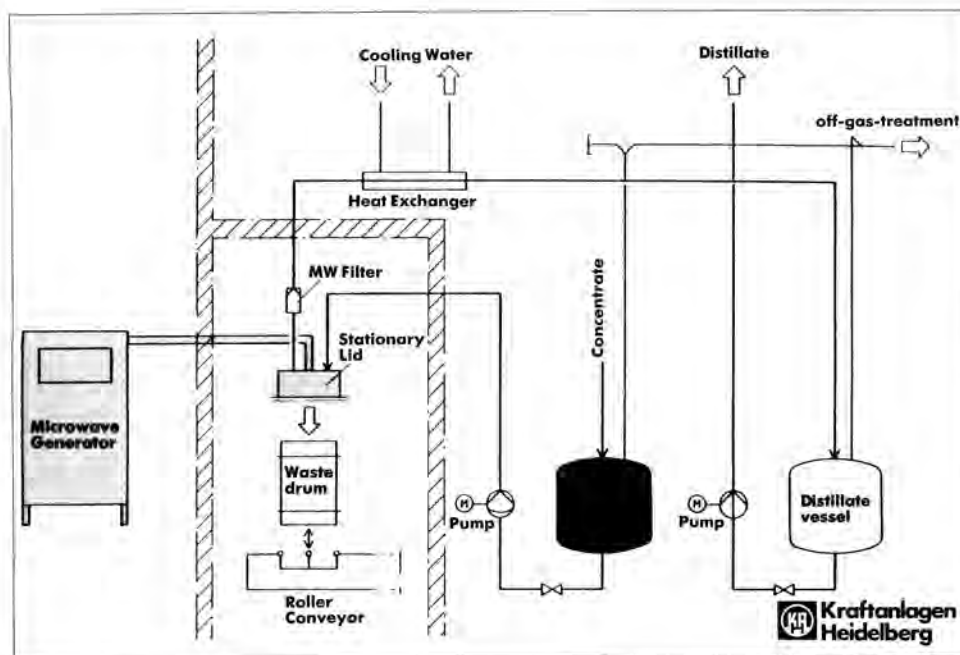 Cooling Water
Distillate
off-gas-treatment
Heat Exchanger
MW Filter
Concentrate
Stationary
Lid
Microwave
Generator
Waste
drum
M
Pump
M
Pump
Distillate
vessel
Roller
Conveyor
Kraftanlagen
Heidelberg